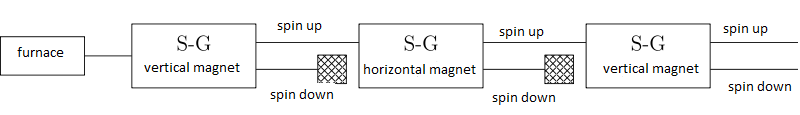 furnace
S-G
vertical magnet
spin up
spin down
S-G
horizontal magnet
spin up
spin down
S-G
vertical magnet
spin up
spin down